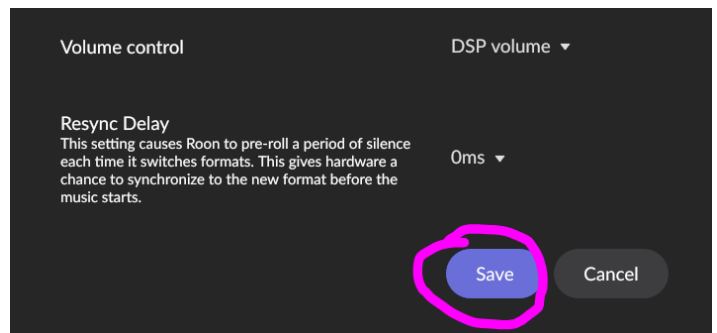 Volume control
DSP volume
Resync Delay
This setting causes Roon to pre-roll a period of silence
each time it switches formats. This gives hardware a
chance to synchronize to the new format before the
music starts.
0ms
Save
Cancel